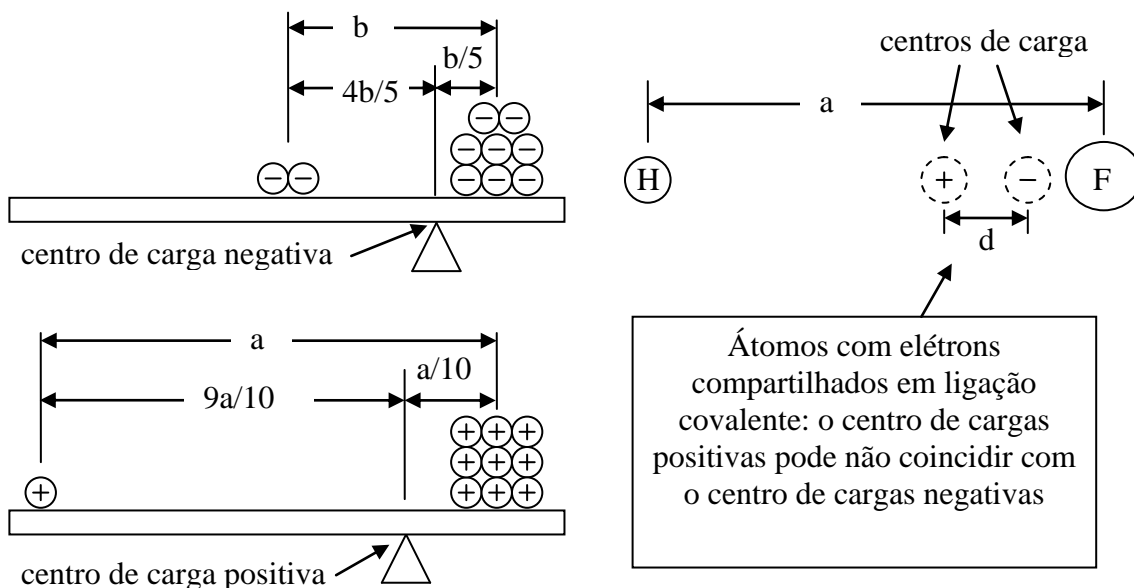 b
b/5
4b/5
centro de carga negativa
a
a/10
9a/10
centro de carga positiva
centros de carga
a
H
+
−
F
d
Átomos com elétrons
compartilhados em ligação
covalente: o centro de cargas
positivas pode não coincidir com
o centro de cargas negativas